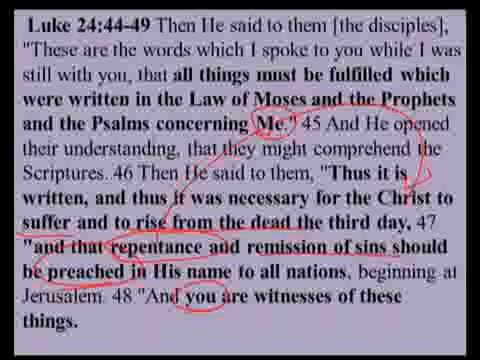 Luke 24:44-49 Then He said to them [the disciples],
"These are the words which I spoke to you while I was
still with you, that all things must be fulfilled which
were written in the Law of Moses and the Prophets
and the Psalms concerning Me." 45 And He opened
their understanding, that they might comprehend the
Scriptures. 46 Then He said to them, "Thus it is
written, and thus it was necessary for the Christ to
suffer and to rise from the dead the third day, 47
"and that repentance and remission of sins should
be preached in His name to all nations, beginning at
Jerusalem. 48 "And you are witnesses of these
things.